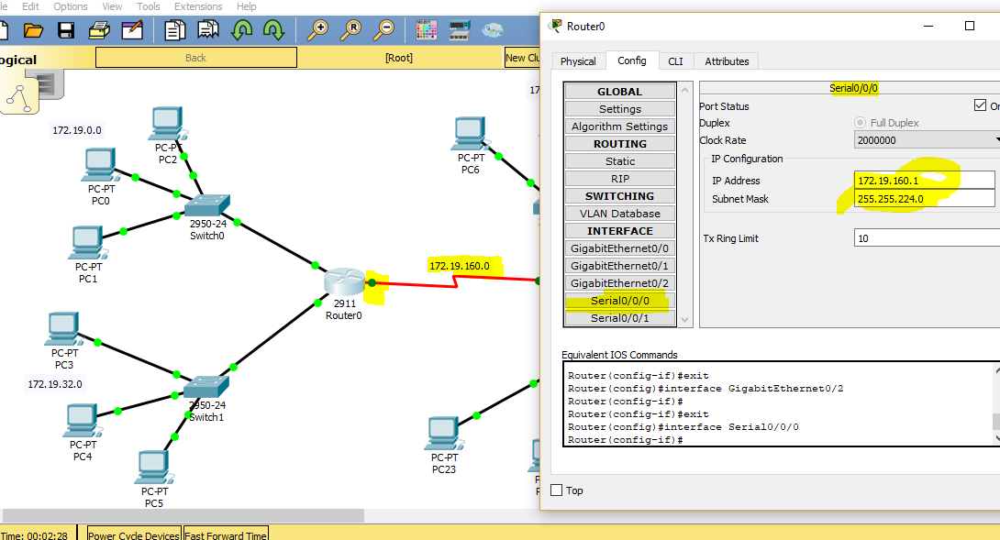 le Edit Options View Tools Extensions Help
ogical
Back
[Root]
New Clu
172.19.0.0
PC-PT
PC2
PC-PT
PC0
2950-24
Switch0
PC-PT
PC1
PC-PT
PC6
17
172.19.160.0
2911
Router0
PC-PT
PC3
172.19.32.0
2950-24
Switch1
PC-PT
PC4
PC-PT
PC5
PC-PT
PC23
Time: 00:02:28
Power Cycle Devices
Fast Forward Time
Router0
Physical Config CLI Attributes
GLOBAL
Settings
Algorithm Settings
ROUTING
Static
RIP
SWITCHING
VLAN Database
INTERFACE
GigabitEthernet0/0
GigabitEthernet0/1
GigabitEthernet0/2
Serial0/0/0
Serial0/0/1
Serial0/0/0
Port Status On
Duplex Full Duplex
Clock Rate 2000000
IP Configuration
IP Address 172.19.160.1
Subnet Mask 255.255.224.0
Tx Ring Limit 10
Equivalent IOS Commands
Router(config-if)#exit
Router(config)#interface GigabitEthernet0/2
Router(config-if)#
Router(config-if)#exit
Router(config)#interface Serial0/0/0
Router(config-if)#
Top